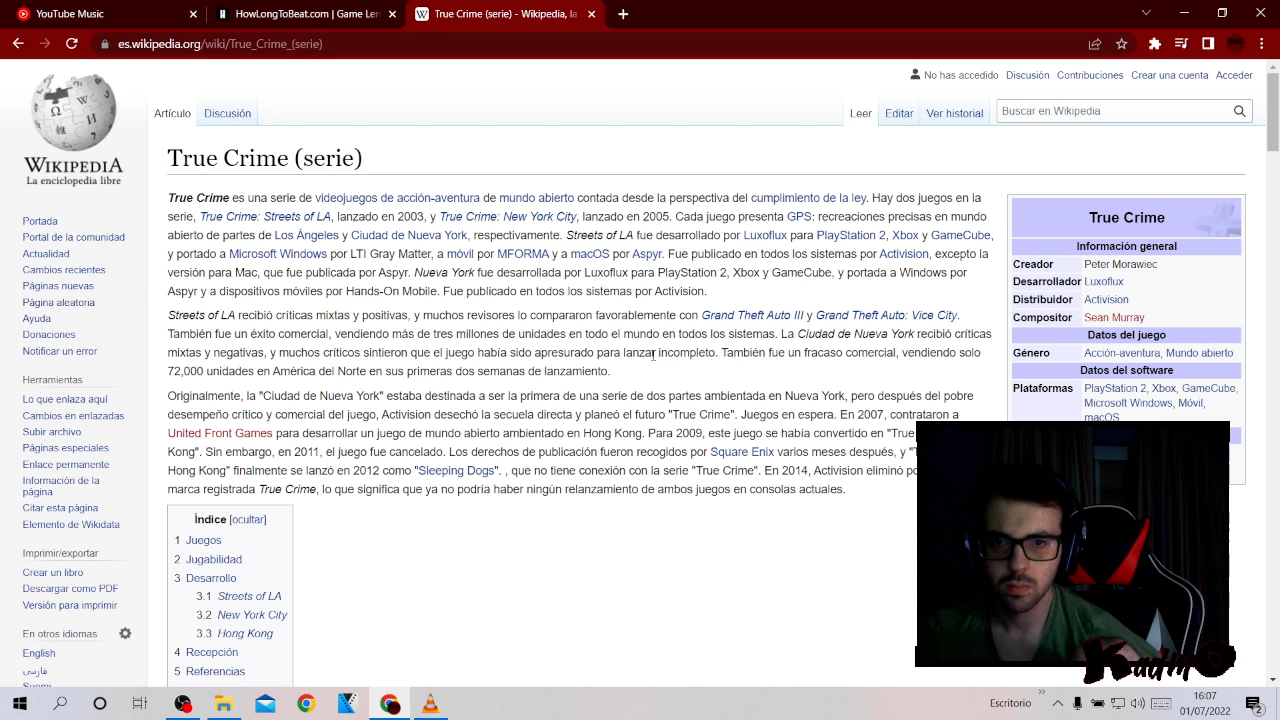 YouTube Music
HowLongToBeat.com | Game Len
True Crime (serie) - Wikipedia, la
es.wikipedia.org/wiki/True_Crime_(serie)
No has accedido Discusión Contribuciones Crear una cuenta Acceder
Artículo Discusión Leer Editar Ver historial Buscar en Wikipedia
WIKIPEDIA
La enciclopedia libre
Portada
Portal de la comunidad
Actualidad
Cambios recientes
Páginas nuevas
Página aleatoria
Ayuda
Donaciones
Notificar un error
Herramientas
Lo que enlaza aquí
Cambios en enlazadas
Subir archivo
Páginas especiales
Enlace permanente
Información de la
página
Citar esta página
Elemento de Wikidata
Imprimir/exportar
Crear un libro
Descargar como PDF
Versión para imprimir
En otros idiomas
English
فارسی
Suomi
True Crime (serie)
True Crime es una serie de videojuegos de acción-aventura de mundo abierto contada desde la perspectiva del cumplimiento de la ley. Hay dos juegos en la
serie, True Crime: Streets of LA, lanzado en 2003, y True Crime: New York City, lanzado en 2005. Cada juego presenta GPS: recreaciones precisas en mundo
abierto de partes de Los Ángeles y Ciudad de Nueva York, respectivamente. Streets of LA fue desarrollado por Luxoflux para PlayStation 2, Xbox y GameCube,
y portado a Microsoft Windows por LTI Gray Matter, a móvil por MFORMA y a macOS por Aspyr. Fue publicado en todos los sistemas por Activision, excepto la
versión para Mac, que fue publicada por Aspyr. Nueva York fue desarrollada por Luxoflux para PlayStation 2, Xbox y GameCube, y portada a Windows por
Aspyr y a dispositivos móviles por Hands-On Mobile. Fue publicado en todos los sistemas por Activision.
Streets of LA recibió críticas mixtas y positivas, y muchos revisores lo compararon favorablemente con Grand Theft Auto III y Grand Theft Auto: Vice City.
También fue un éxito comercial, vendiendo más de tres millones de unidades en todo el mundo en todos los sistemas. La Ciudad de Nueva York recibió críticas
mixtas y negativas, y muchos críticos sintieron que el juego había sido apresurado para lanzar incompleto. También fue un fracaso comercial, vendiendo solo
72,000 unidades en América del Norte en sus primeras dos semanas de lanzamiento.
Originalmente, la "Ciudad de Nueva York" estaba destinada a ser la primera de una serie de dos partes ambientada en Nueva York, pero después del pobre
desempeño crítico y comercial del juego, Activision desechó la secuela directa y planeó el futuro "True Crime". Juegos en espera. En 2007, contrataron a
United Front Games para desarrollar un juego de mundo abierto ambientado en Hong Kong. Para 2009, este juego se había convertido en "True
Kong". Sin embargo, en 2011, el juego fue cancelado. Los derechos de publicación fueron recogidos por Square Enix varios meses después, y "T
Hong Kong" finalmente se lanzó en 2012 como "Sleeping Dogs". , que no tiene conexión con la serie "True Crime". En 2014, Activision eliminó po
marca registrada True Crime, lo que significa que ya no podría haber ningún relanzamiento de ambos juegos en consolas actuales.
Índice [ocultar]
1 Juegos
2 Jugabilidad
3 Desarrollo
3.1 Streets of LA
3.2 New York City
3.3 Hong Kong
4 Recepción
5 Referencias
True Crime
Información general
Creador Peter Morawiec
Desarrollador Luxoflux
Distribuidor Activision
Compositor Sean Murray
Datos del juego
Género Acción-aventura, Mundo abierto
Datos del software
Plataformas PlayStation 2, Xbox, GameCube,
Microsoft Windows, Móvil,
macOS
Escritorio
16:07
01/07/2022
2